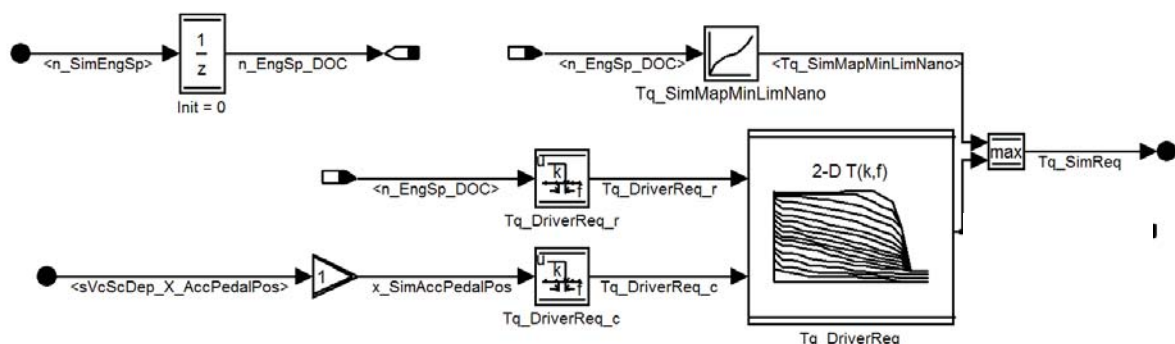 1
z
<n_SimEngSp>
n_EngSp_DOC
Init = 0
<n_EngSp_DOC>
<Tq_SimMapMinLimNano>
Tq_SimMapMinLimNano
max
Tq_SimReq
2-D T(k,f)
u
k
f
<n_EngSp_DOC>
Tq_DriverReq_r
Tq_DriverReq_r
1
u
k
f
<sVcScDep_X_AccPedalPos>
x_SimAccPedalPos
Tq_DriverReq_c
Tq_DriverReq_c
Tq_DriverReq